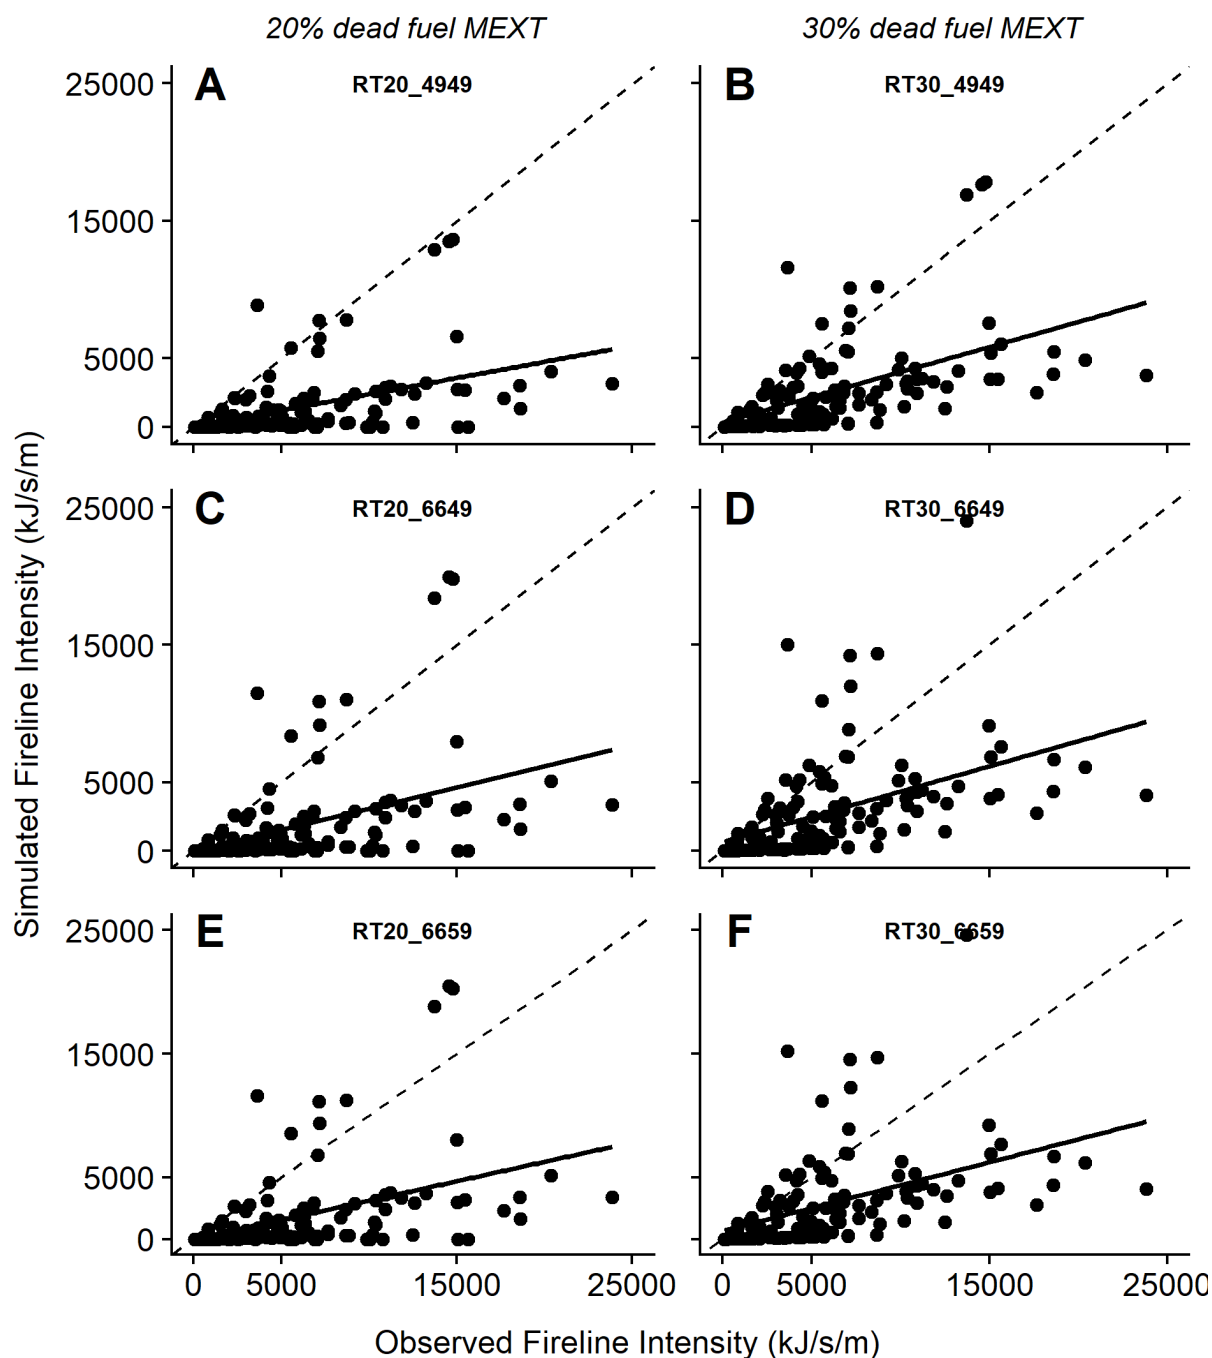 20% dead fuel MEXT
30% dead fuel MEXT
A
RT20_4949
B
RT30_4949
25000
15000
5000
0
C
RT20_6649
D
RT30_6649
25000
15000
5000
0
E
RT20_6659
F
RT30_6659
25000
15000
5000
0
0 5000 15000 25000
0 5000 15000 25000
Simulated Fireline Intensity (kJ/s/m)
Observed Fireline Intensity (kJ/s/m)